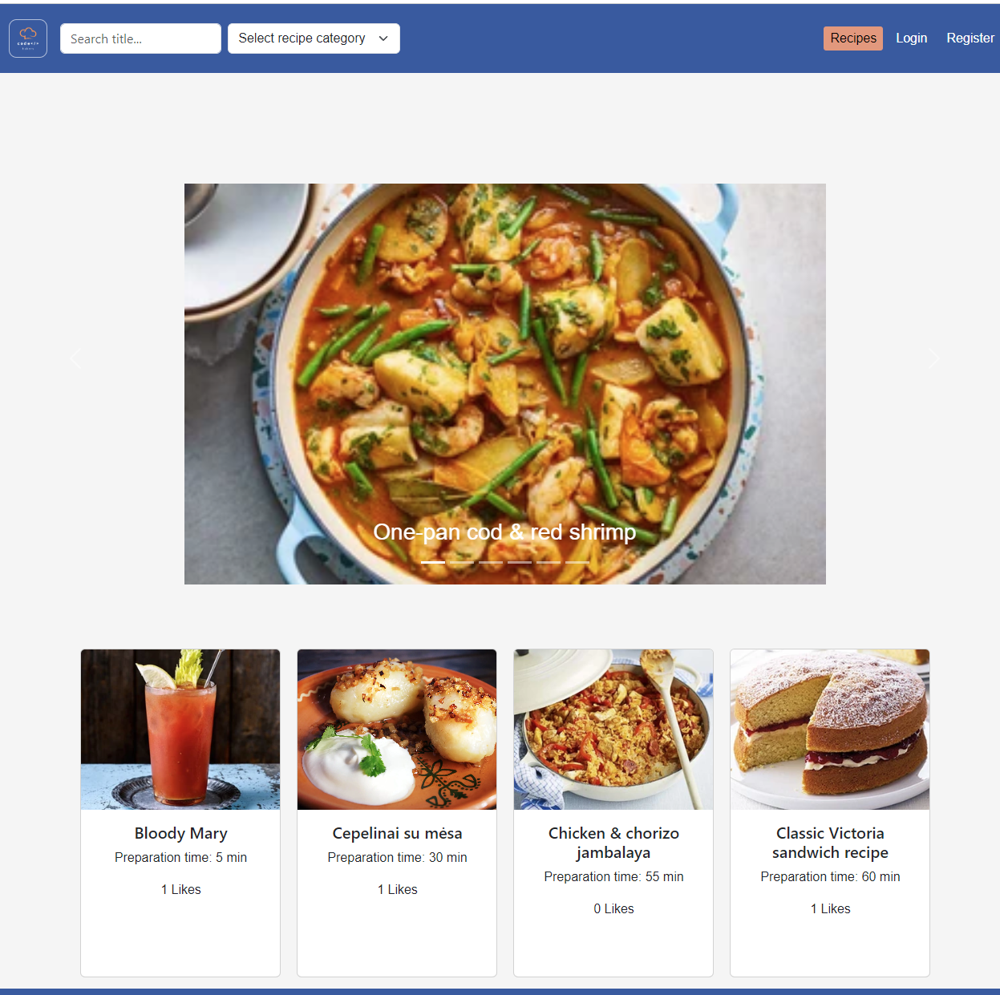 code</>
Search title...
Select recipe category
Recipes
Login
Register
One-pan cod & red shrimp
Bloody Mary
Preparation time: 5 min
1 Likes
Cepelinai su mėsa
Preparation time: 30 min
1 Likes
Chicken & chorizo
jambalaya
Preparation time: 55 min
0 Likes
Classic Victoria
sandwich recipe
Preparation time: 60 min
1 Likes